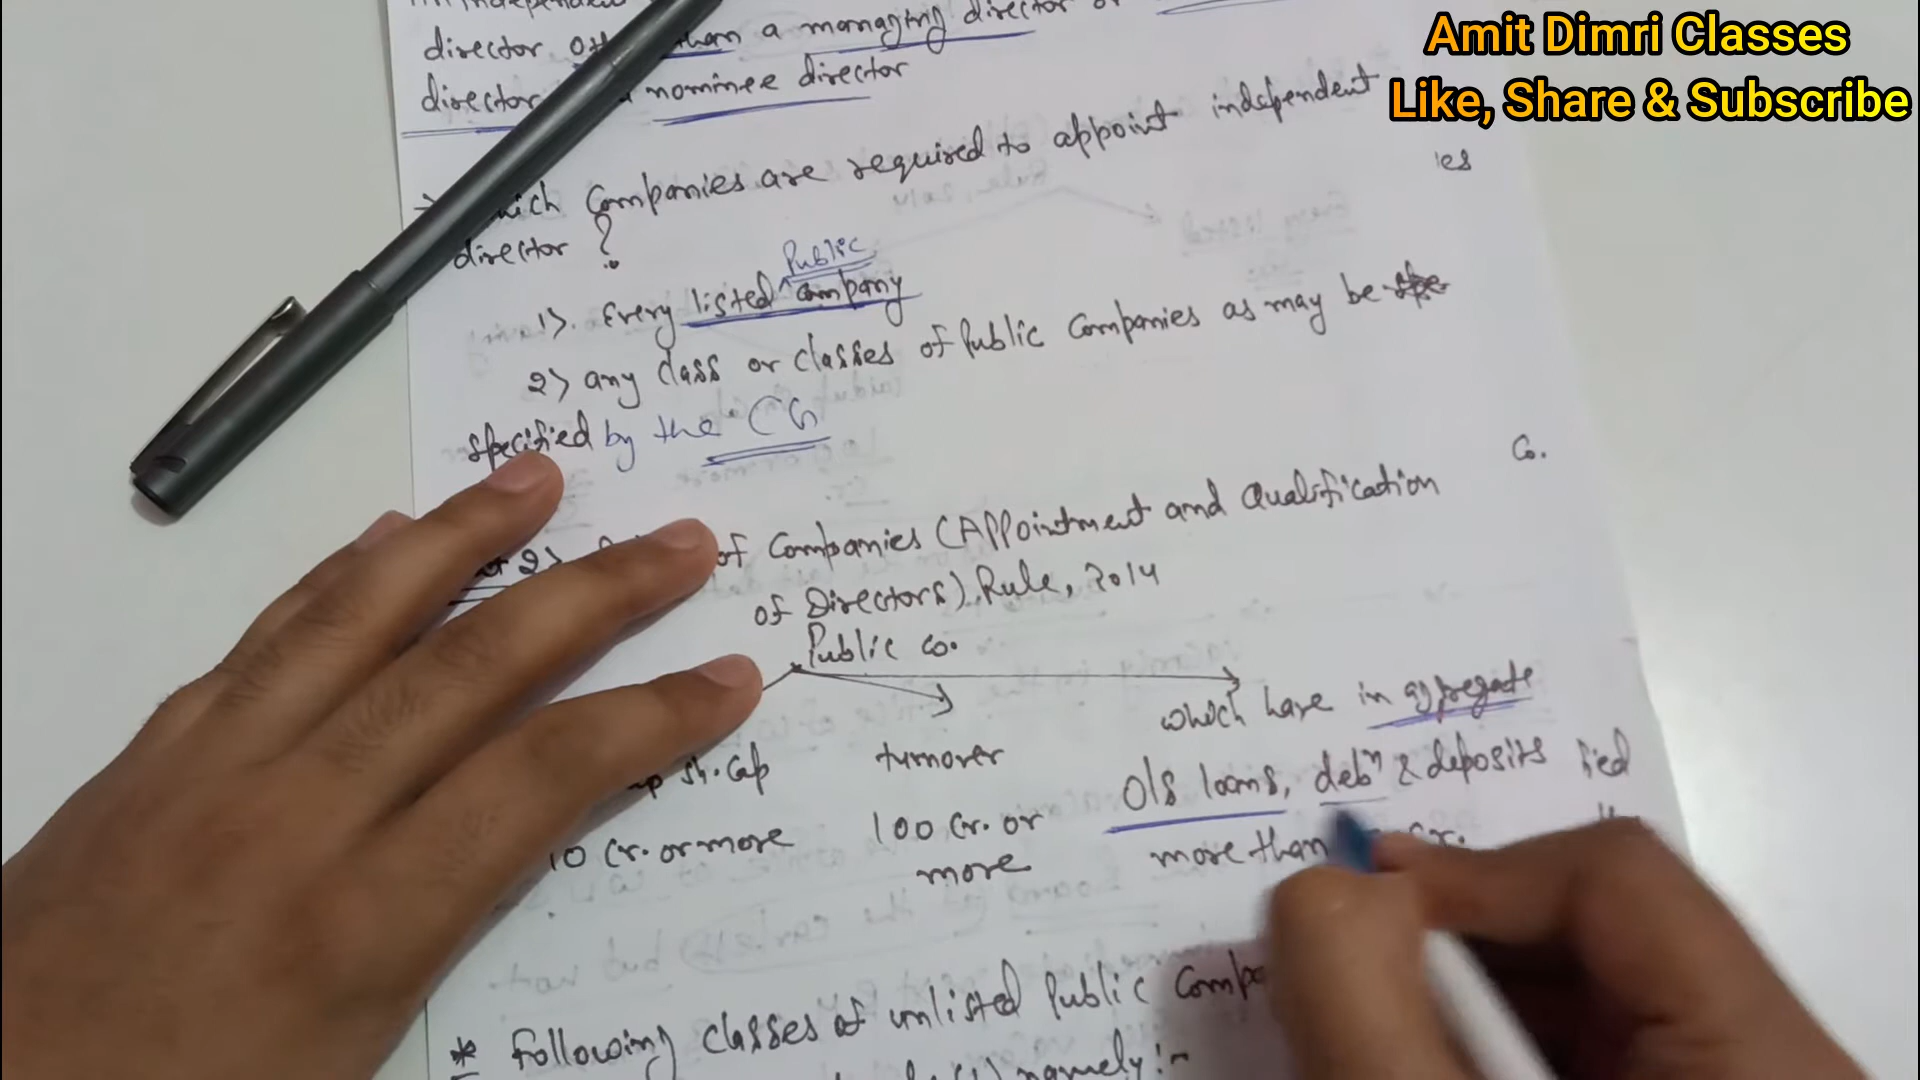 Amit Dimri Classes
Like, Share & Subscribe
director than a managing director
director nominee director
Companies are required to appoint independent
director ?
Public
1). Every listed ^ company
2) any class or classes of Public Companies as may be
specified by the CG
es
Co.
2) of Companies (Appointment and Qualification
of Directors) Rule, 2014
Public co.
which have in aggregate
sh. cap turnover O/s loans, debⁿ & deposits
10 Cr. or more 100 Cr. or more than cr.
more
* Following classes of unlisted Public
namely:-